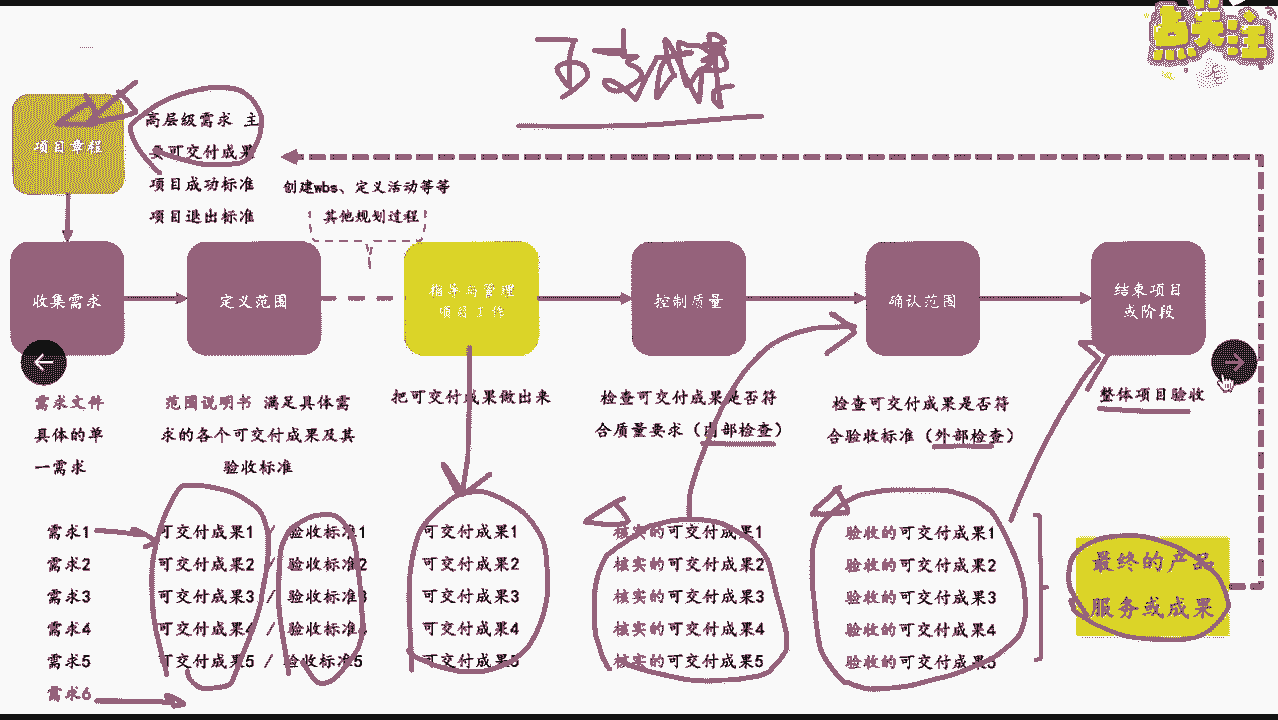 点关注
可交成果
项目章程
高层级需求 主
要可交付成果
项目成功标准
项目退出标准
创建wbs、定义活动等等
其他规划过程
收集需求
定义范围
指导与管理
项目工作
控制质量
确认范围
结束项目
或阶段
需求文件
具体的单
一需求
范围说明书 满足具体需
求的各个可交付成果及其
验收标准
把可交付成果做出来
检查可交付成果是否符
合质量要求（内部检查）
检查可交付成果是否符
合验收标准（外部检查）
整体项目验收
需求1
需求2
需求3
需求4
需求5
需求6
可交付成果1 / 验收标准1
可交付成果2 / 验收标准2
可交付成果3 / 验收标准3
可交付成果4 / 验收标准4
可交付成果5 / 验收标准5
可交付成果1
可交付成果2
可交付成果3
可交付成果4
可交付成果5
核实的可交付成果1
核实的可交付成果2
核实的可交付成果3
核实的可交付成果4
核实的可交付成果5
验收的可交付成果1
验收的可交付成果2
验收的可交付成果3
验收的可交付成果4
验收的可交付成果5
最终的产品
服务或成果